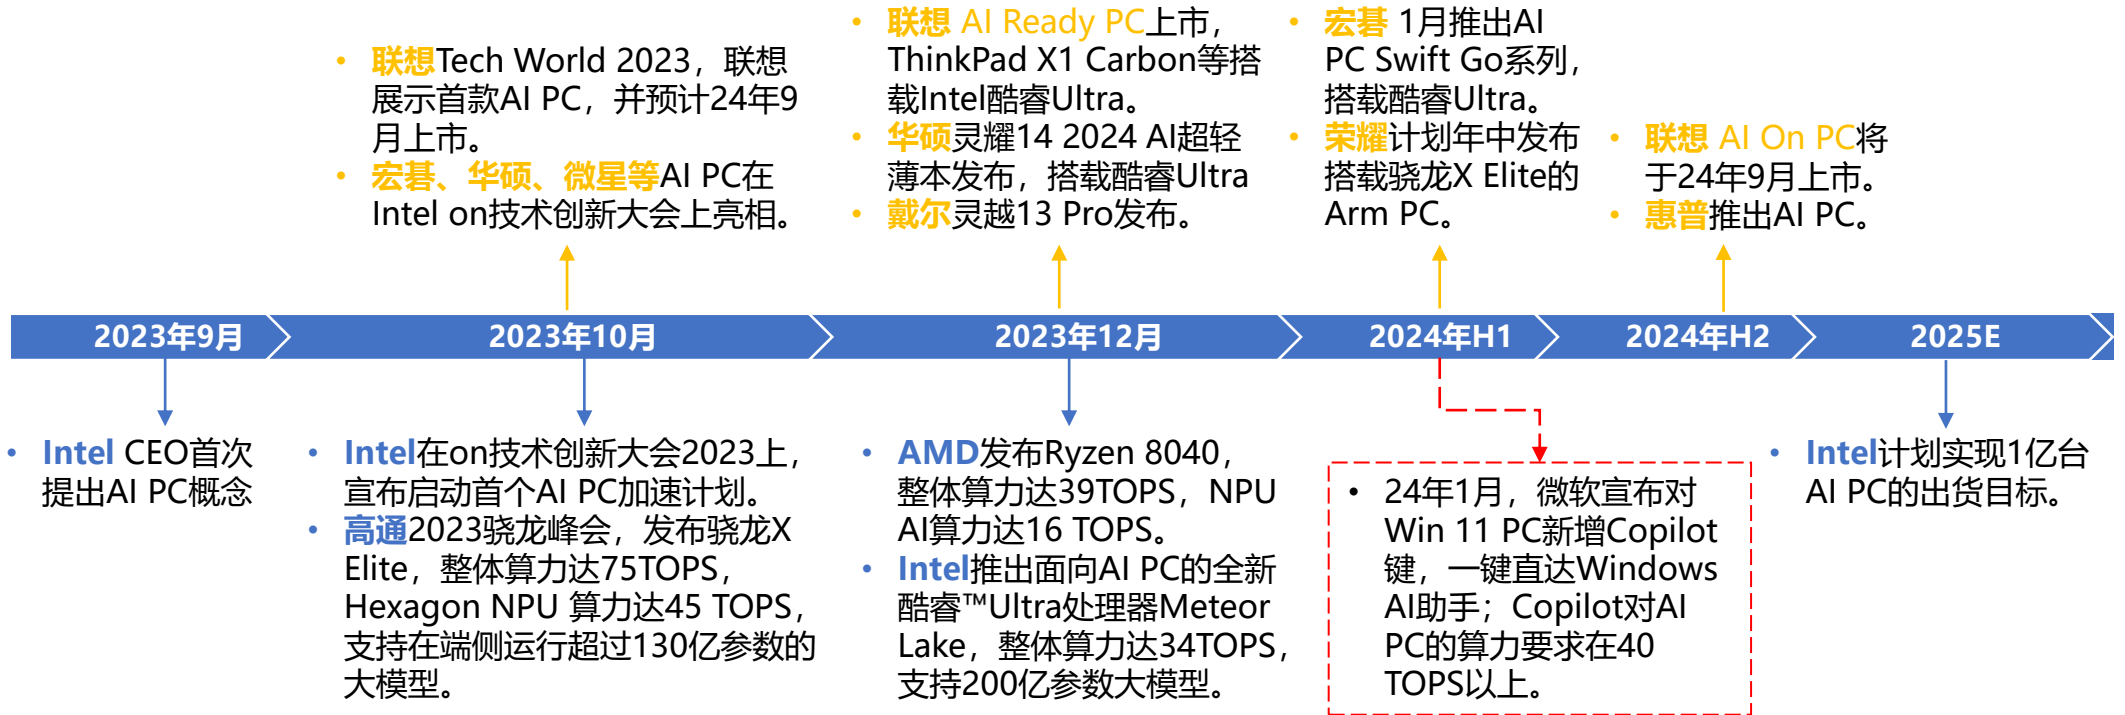 • 联想Tech World 2023，联想
展示首款AI PC，并预计24年9
月上市。
• 宏碁、华硕、微星等AI PC在
Intel on技术创新大会上亮相。
• 联想 AI Ready PC上市，
ThinkPad X1 Carbon等搭
载Intel酷睿Ultra。
• 华硕灵耀14 2024 AI超轻
薄本发布，搭载酷睿Ultra
• 戴尔灵越13 Pro发布。
• 宏碁 1月推出AI
PC Swift Go系列，
搭载酷睿Ultra。
• 荣耀计划年中发布
搭载骁龙X Elite的
Arm PC。
• 联想 AI On PC将
于24年9月上市。
• 惠普推出AI PC。
2023年9月
2023年10月
2023年12月
2024年H1
2024年H2
2025E
• Intel CEO首次
提出AI PC概念
• Intel在on技术创新大会2023上，
宣布启动首个AI PC加速计划。
• 高通2023骁龙峰会，发布骁龙X
Elite，整体算力达75TOPS，
Hexagon NPU 算力达45 TOPS，
支持在端侧运行超过130亿参数的
大模型。
• AMD发布Ryzen 8040，
整体算力达39TOPS，NPU
AI算力达16 TOPS。
• Intel推出面向AI PC的全新
酷睿™Ultra处理器Meteor
Lake，整体算力达34TOPS，
支持200亿参数大模型。
• 24年1月，微软宣布对
Win 11 PC新增Copilot
键，一键直达Windows
AI助手；Copilot对AI
PC的算力要求在40
TOPS以上。
• Intel计划实现1亿台
AI PC的出货目标。